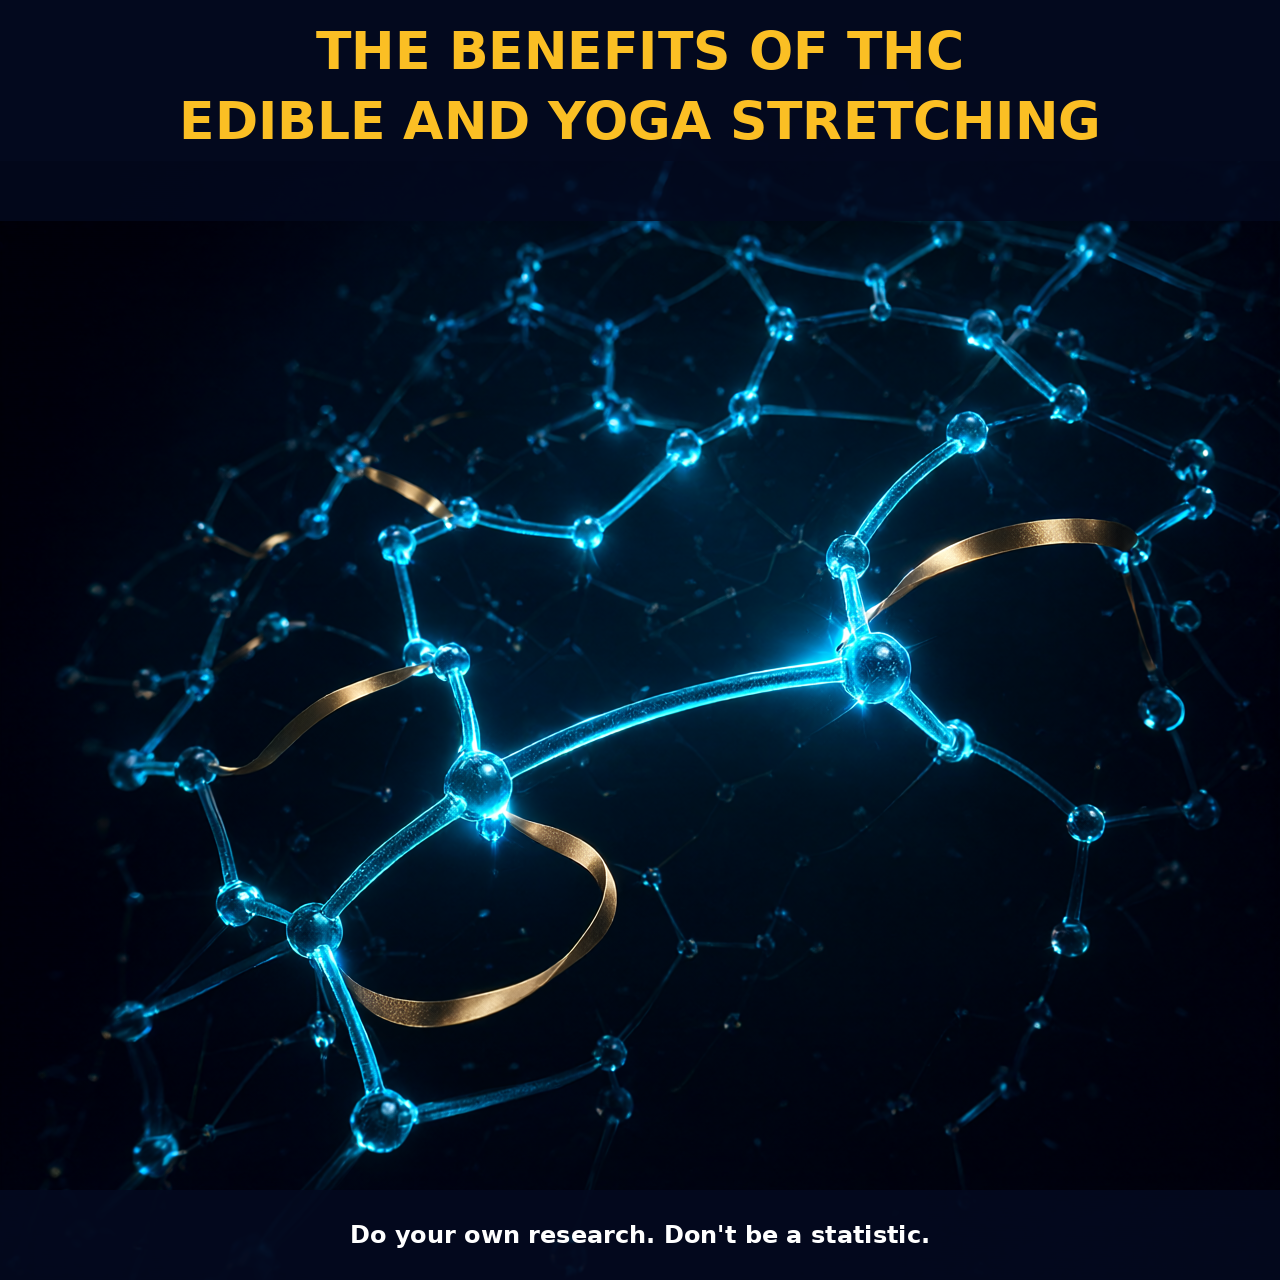 THE BENEFITS OF THC
EDIBLE AND YOGA STRETCHING
Do your own research. Don't be a statistic.